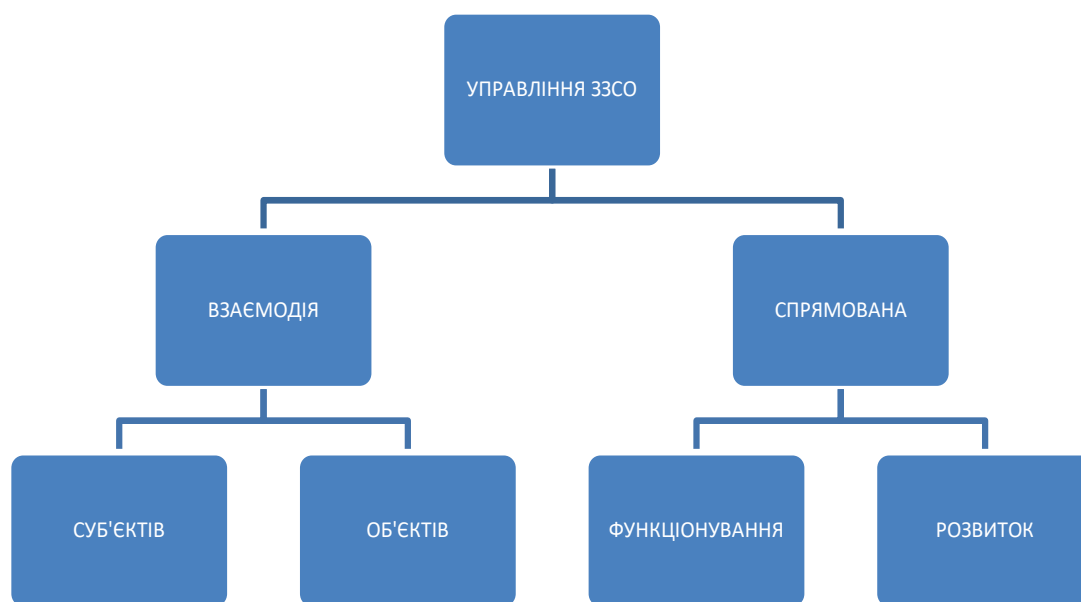 УПРАВЛІННЯ ЗЗСО
ВЗАЄМОДІЯ
СПРЯМОВАНА
СУБ'ЄКТІВ
ОБ'ЄКТІВ
ФУНКЦІОНУВАННЯ
РОЗВИТОК